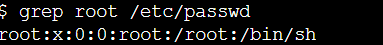 $ grep root /etc/passwd
root:x:0:0:root:/root:/bin/sh